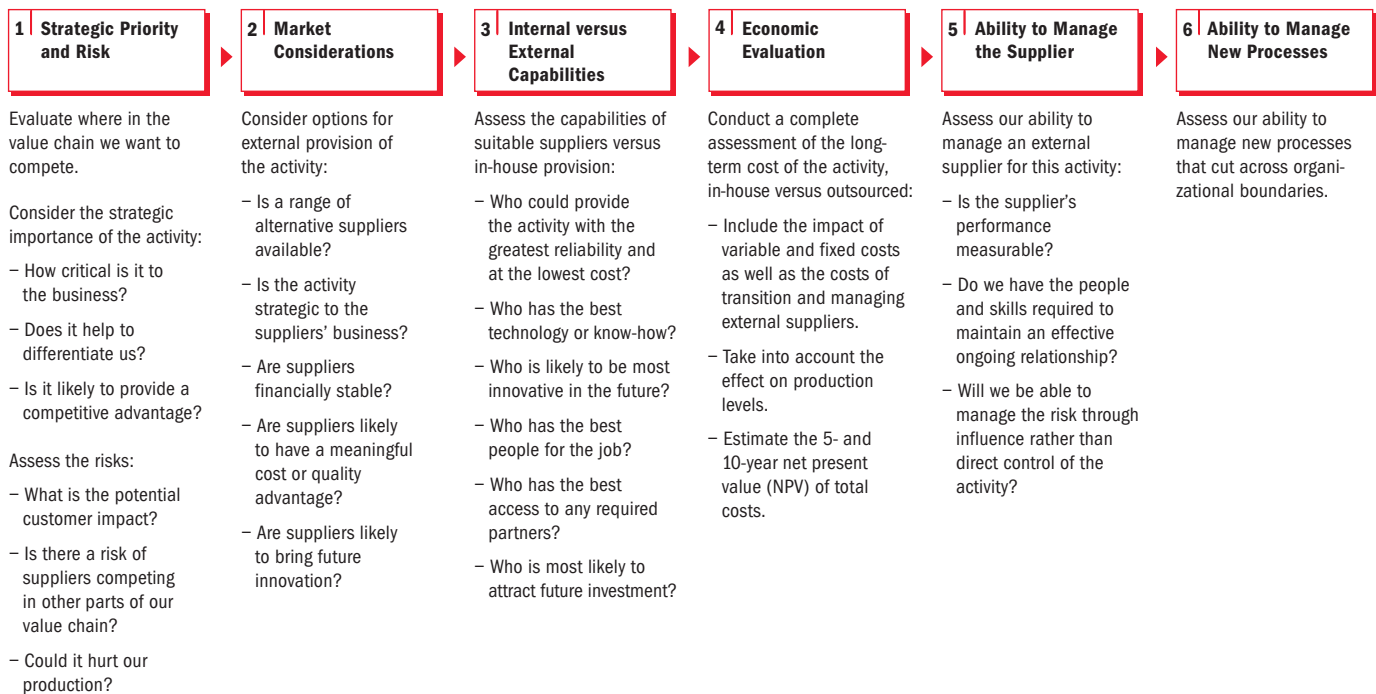 1 Strategic Priority
and Risk
Evaluate where in the
value chain we want to
compete.
Consider the strategic
importance of the activity:
– How critical is it to
the business?
– Does it help to
differentiate us?
– Is it likely to provide a
competitive advantage?
Assess the risks:
– What is the potential
customer impact?
– Is there a risk of
suppliers competing
in other parts of our
value chain?
– Could it hurt our
production?
2 Market
Considerations
Consider options for
external provision of
the activity:
– Is a range of
alternative suppliers
available?
– Is the activity
strategic to the
suppliers’ business?
– Are suppliers
financially stable?
– Are suppliers likely
to have a meaningful
cost or quality
advantage?
– Are suppliers likely
to bring future
innovation?
3 Internal versus
External
Capabilities
Assess the capabilities of
suitable suppliers versus
in-house provision:
– Who could provide
the activity with the
greatest reliability and
at the lowest cost?
– Who has the best
technology or know-how?
– Who is likely to be most
innovative in the future?
– Who has the best
people for the job?
– Who has the best
access to any required
partners?
– Who is most likely to
attract future investment?
4 Economic
Evaluation
Conduct a complete
assessment of the long-
term cost of the activity,
in-house versus outsourced:
– Include the impact of
variable and fixed costs
as well as the costs of
transition and managing
external suppliers.
– Take into account the
effect on production
levels.
– Estimate the 5- and
10-year net present
value (NPV) of total
costs.
5 Ability to Manage
the Supplier
Assess our ability to
manage an external
supplier for this activity:
– Is the supplier’s
performance
measurable?
– Do we have the people
and skills required to
maintain an effective
ongoing relationship?
– Will we be able to
manage the risk through
influence rather than
direct control of the
activity?
6 Ability to Manage
New Processes
Assess our ability to
manage new processes
that cut across organi-
zational boundaries.